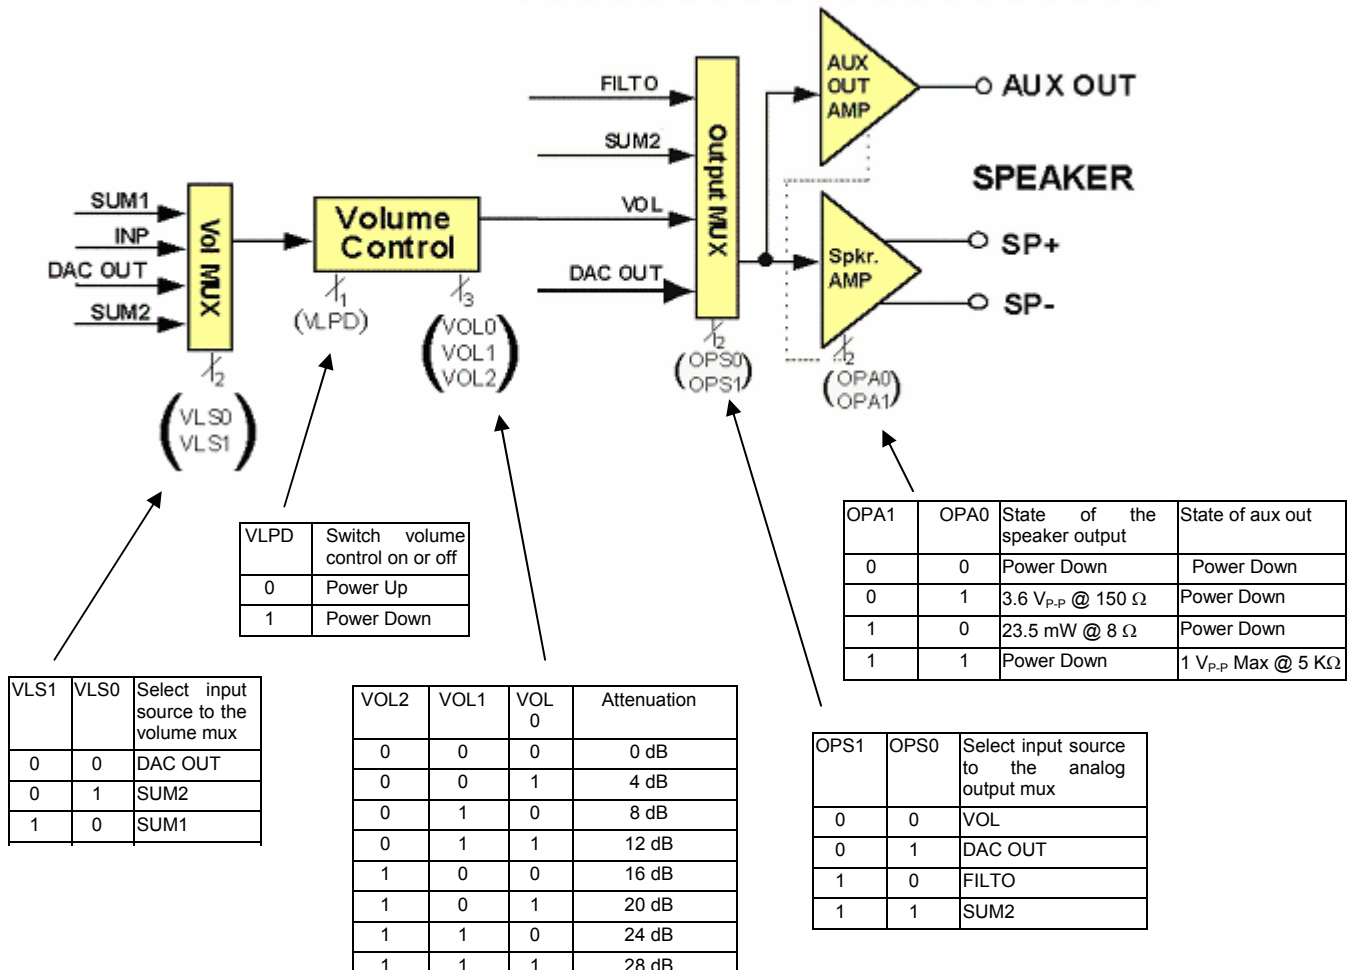 AUX
OUT
AMP
AUX OUT
FILTO
SUM2
VOL
DAC OUT
Output MUX
SPEAKER
Spkr.
AMP
SP+
SP-
SUM1
INP
DAC OUT
SUM2
Vol MUX
Volume
Control
1
(VLPD)
3
(VOL0
VOL1
VOL2)
2
(VLS0
VLS1)
2
(OPS0)
OPS1)
2
(OPA0)
OPA1)
OPA1 OPA0 State of the State of aux out
speaker output
0 0 Power Down Power Down
0 1 3.6 VP-P @ 150 Ω Power Down
1 0 23.5 mW @ 8 Ω Power Down
1 1 Power Down 1 VP-P Max @ 5 KΩ
VLPD Switch volume
control on or off
0 Power Up
1 Power Down
VLS1 VLS0 Select input
source to the
volume mux
0 0 DAC OUT
0 1 SUM2
1 0 SUM1
VOL2 VOL1 VOL Attenuation
0
0 0 0 0 dB
0 0 1 4 dB
0 1 0 8 dB
0 1 1 12 dB
1 0 0 16 dB
1 0 1 20 dB
1 1 0 24 dB
1 1 1 28 dB
OPS1 OPS0 Select input source
to the analog
output mux
0 0 VOL
0 1 DAC OUT
1 0 FILTO
1 1 SUM2